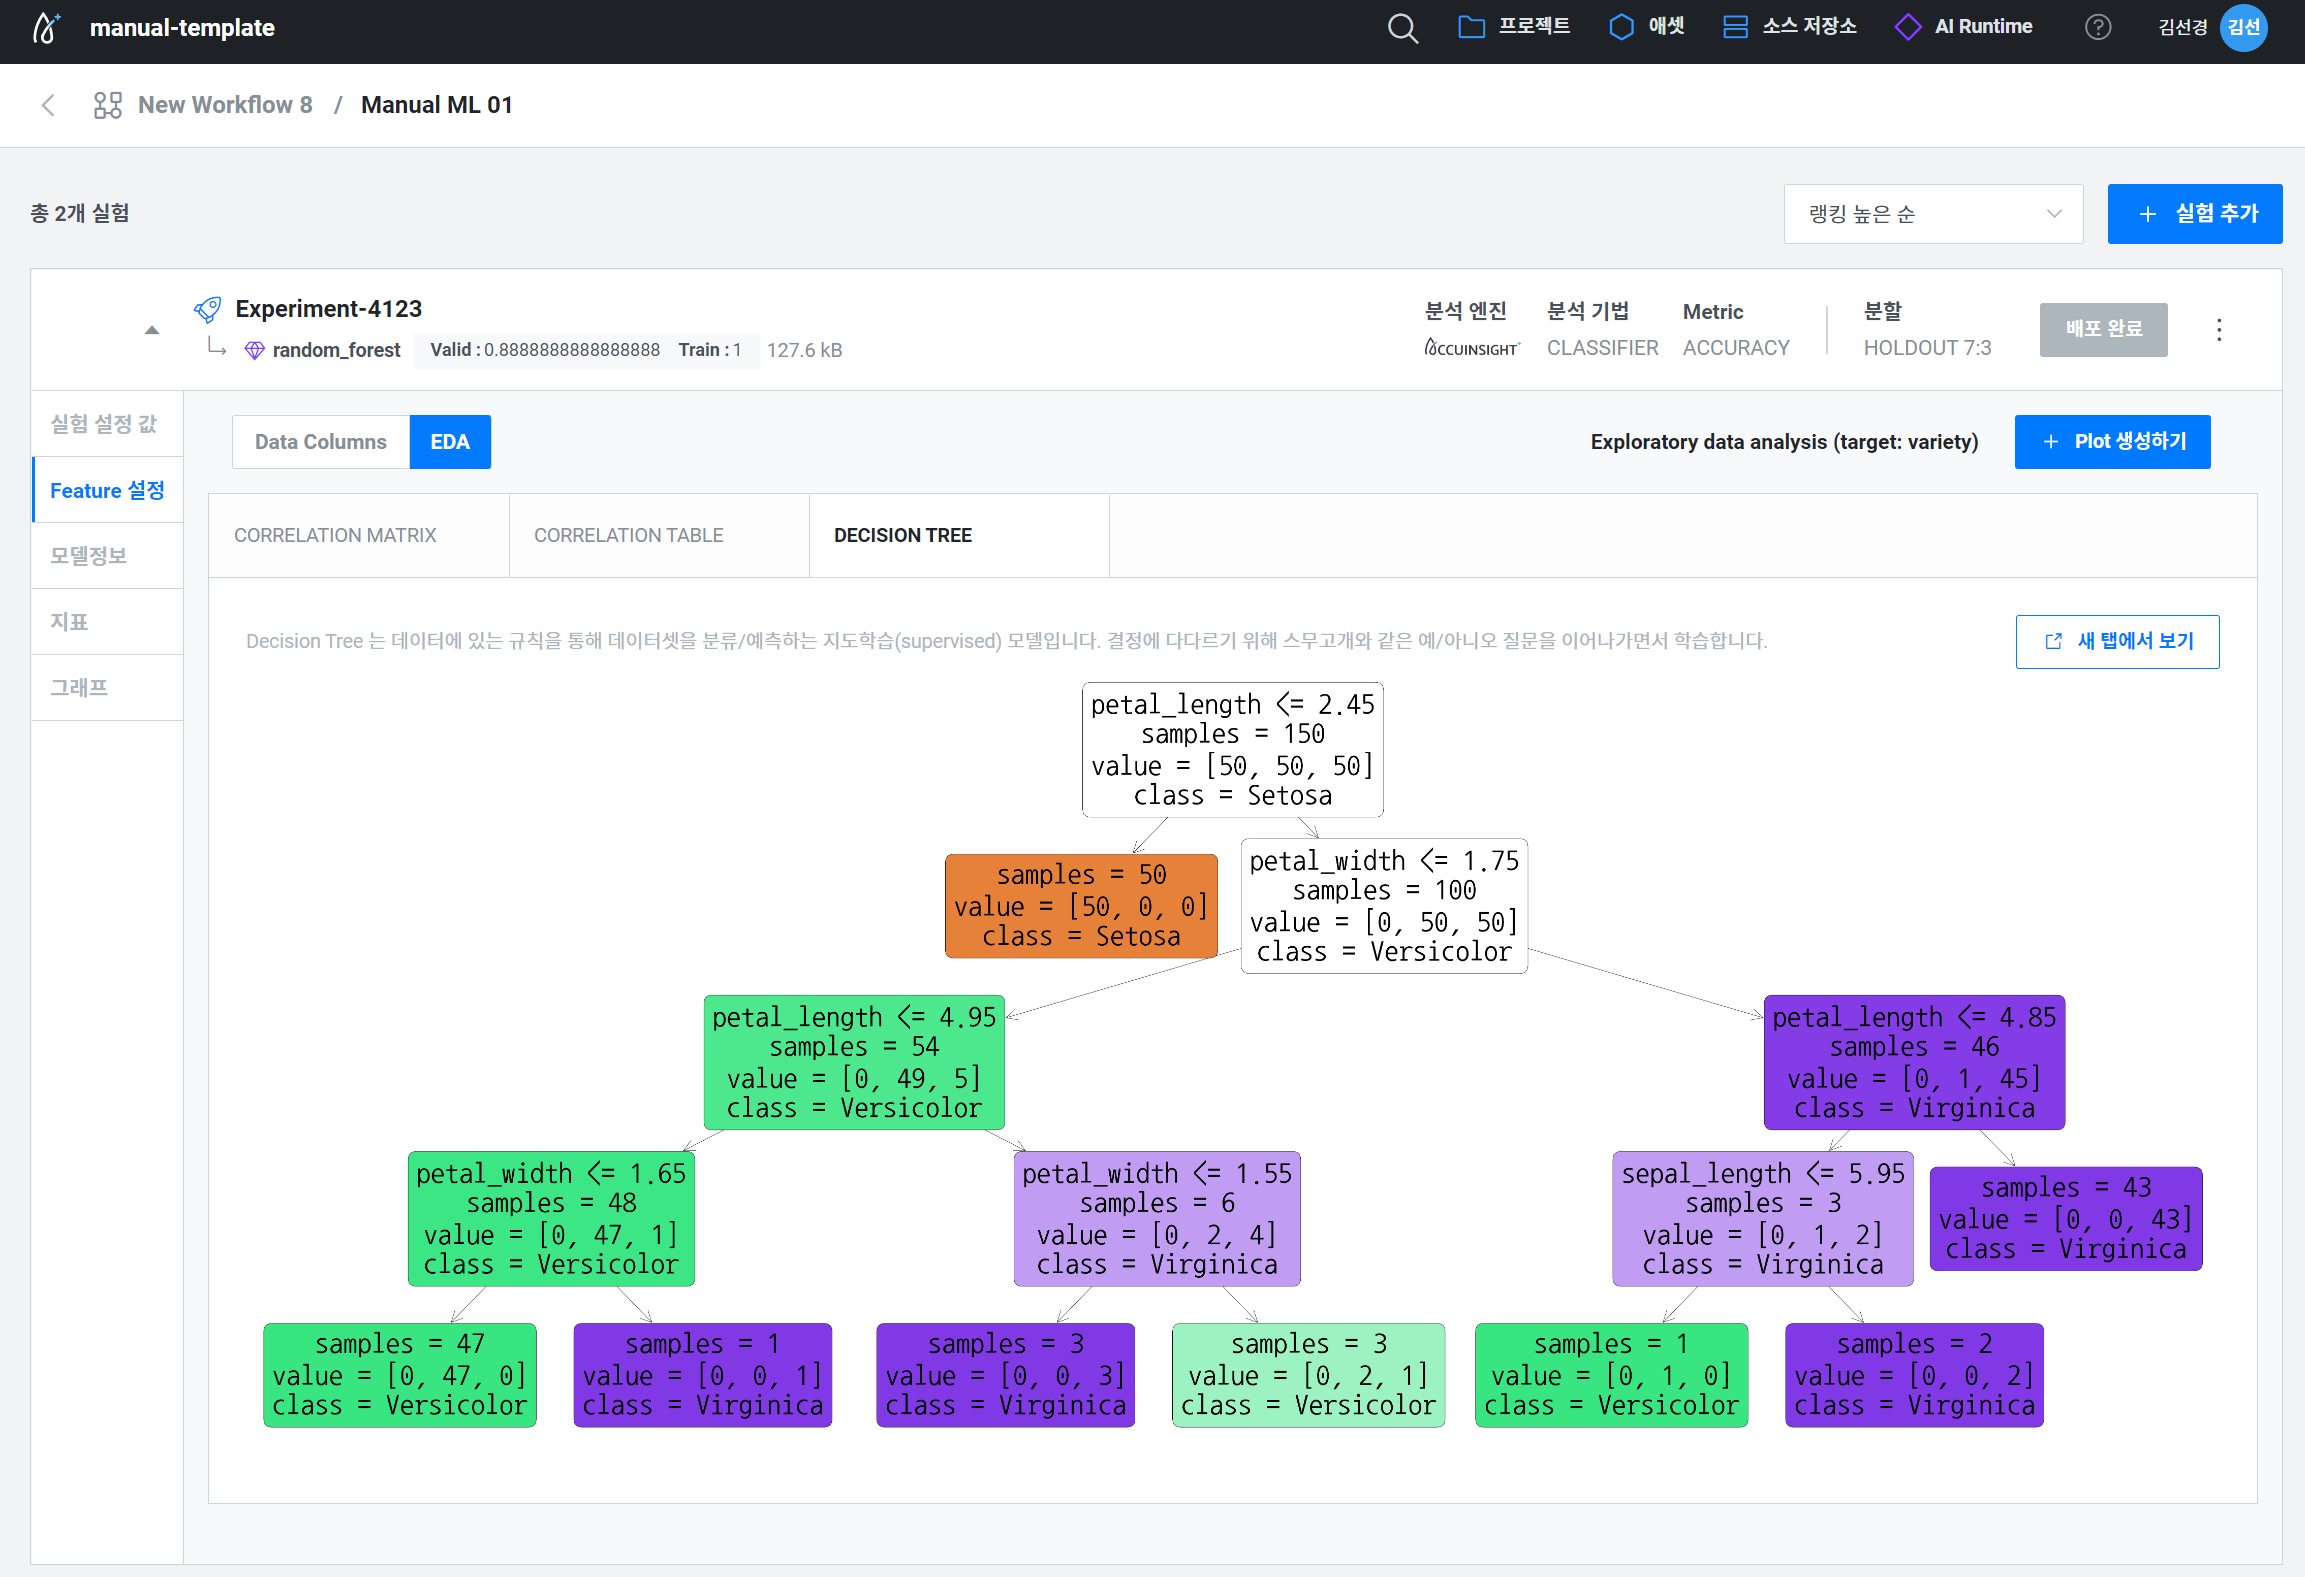 manual-template
프로젝트
애셋
소스 저장소
AI Runtime
김선경
김선
New Workflow 8 / Manual ML 01
총 2개 실험
랭킹 높은 순
+ 실험 추가
Experiment-4123
random_forest
Valid : 0.8888888888888888 Train : 1
127.6 kB
분석 엔진
ACCUINSIGHT+
분석 기법
CLASSIFIER
Metric
ACCURACY
분할
HOLDOUT 7:3
배포 완료
실험 설정 값
Feature 설정
모델정보
지표
그래프
Data Columns
EDA
Exploratory data analysis (target: variety)
+ Plot 생성하기
CORRELATION MATRIX
CORRELATION TABLE
DECISION TREE
Decision Tree 는 데이터에 있는 규칙을 통해 데이터셋을 분류/예측하는 지도학습(supervised) 모델입니다. 결정에 다다르기 위해 스무고개와 같은 예/아니오 질문을 이어나가면서 학습합니다.
새 탭에서 보기
petal_length <= 2.45
samples = 150
value = [50, 50, 50]
class = Setosa
samples = 50
value = [50, 0, 0]
class = Setosa
petal_width <= 1.75
samples = 100
value = [0, 50, 50]
class = Versicolor
petal_length <= 4.95
samples = 54
value = [0, 49, 5]
class = Versicolor
petal_length <= 4.85
samples = 46
value = [0, 1, 45]
class = Virginica
petal_width <= 1.65
samples = 48
value = [0, 47, 1]
class = Versicolor
petal_width <= 1.55
samples = 6
value = [0, 2, 4]
class = Virginica
sepal_length <= 5.95
samples = 3
value = [0, 1, 2]
class = Virginica
samples = 43
value = [0, 0, 43]
class = Virginica
samples = 47
value = [0, 47, 0]
class = Versicolor
samples = 1
value = [0, 0, 1]
class = Virginica
samples = 3
value = [0, 0, 3]
class = Virginica
samples = 3
value = [0, 2, 1]
class = Versicolor
samples = 1
value = [0, 1, 0]
class = Versicolor
samples = 2
value = [0, 0, 2]
class = Virginica